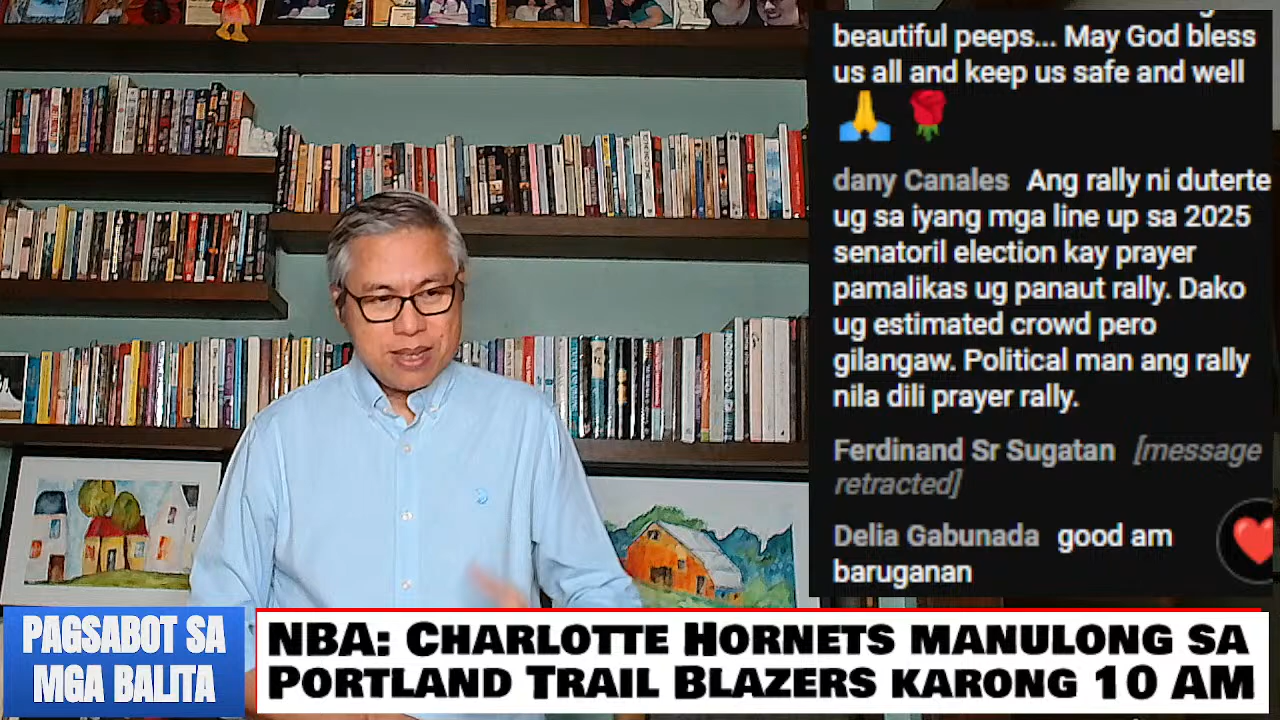 beautiful peeps... May God bless
us all and keep us safe and well
🙏 🌹
dany Canales Ang rally ni duterte
ug sa iyang mga line up sa 2025
senatoril election kay prayer
pamalikas ug panaut rally. Dako
ug estimated crowd pero
gilangaw. Political man ang rally
nila dili prayer rally.
Ferdinand Sr Sugatan [message
retracted]
Delia Gabunada good am
baruganan
PAGSABOT SA
MGA BALITA
NBA: CHARLOTTE HORNETS MANULONG SA
PORTLAND TRAIL BLAZERS KARONG 10 AM